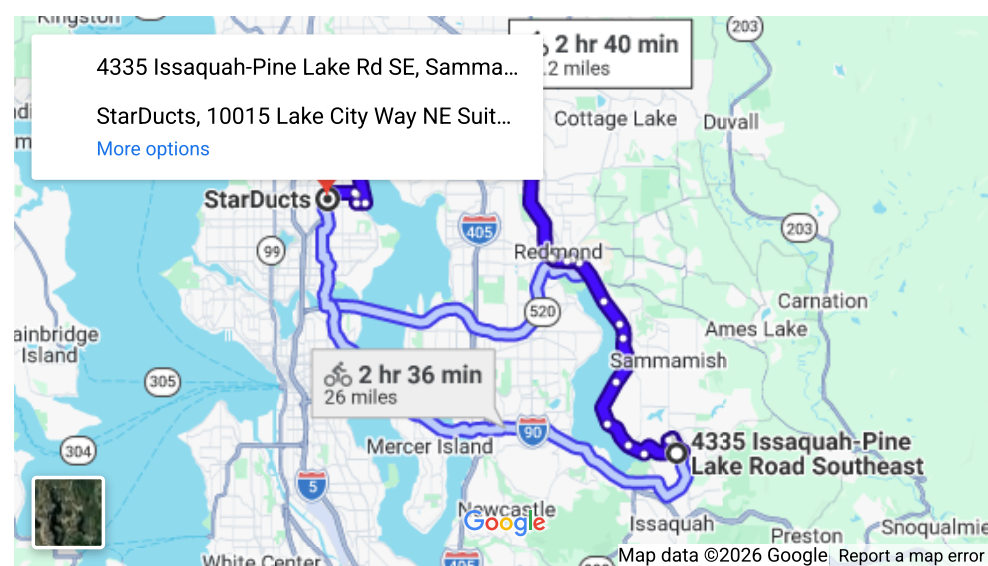 Kingston
203
2 hr 40 min
.2 miles
4335 Issaquah-Pine Lake Rd SE, Samma...
StarDucts, 10015 Lake City Way NE Suit...
More options
Cottage Lake
Duvall
StarDucts
405
203
99
Redmond
Carnation
520
Ames Lake
ainbridge
Island
Sammamish
305
2 hr 36 min
26 miles
90
4335 Issaquah-Pine
Lake Road Southeast
Mercer Island
304
5
Newcastle
Google
Issaquah
Snoqualmie
Preston
White Center
405
Map data ©2026 Google
Report a map error